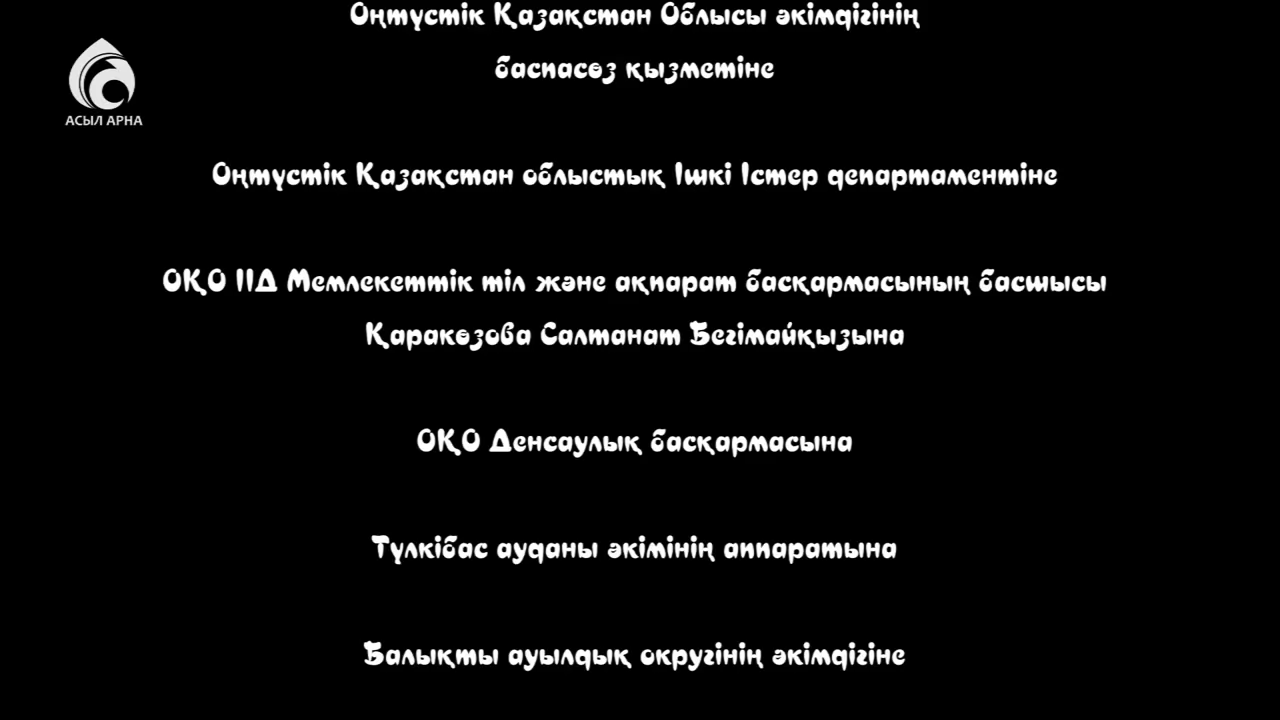 Оңтүстік Қазақстан Облысы әкімдігінің
баспасөз қызметіне
АСЫЛ АРНА
Оңтүстік Қазақстан облыстық Ішкі Істер департаментіне
ОҚО ІІД Мемлекеттік тіл және ақпарат басқармасының басшысы
Қаракөзова Салтанат Бегімайқызына
ОҚО Денсаулық басқармасына
Түлкібас ауданы әкімінің аппаратына
Балықты ауылдық округінің әкімдігіне